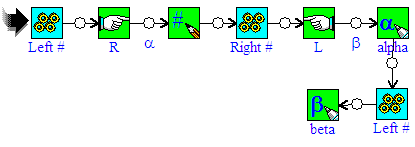 # α
α β
Left # R Right # L alpha
β
beta Left #